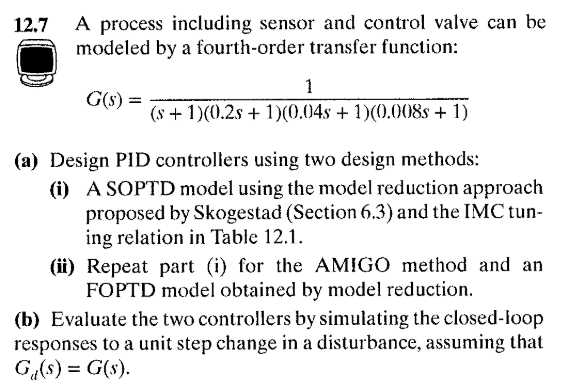 12.7 A process including sensor and control valve can be
modeled by a fourth-order transfer function:
G(s) = 1 / (s + 1)(0.2s + 1)(0.04s + 1)(0.008s + 1)
(a) Design PID controllers using two design methods:
(i) A SOPTD model using the model reduction approach
proposed by Skogestad (Section 6.3) and the IMC tun-
ing relation in Table 12.1.
(ii) Repeat part (i) for the AMIGO method and an
FOPTD model obtained by model reduction.
(b) Evaluate the two controllers by simulating the closed-loop
responses to a unit step change in a disturbance, assuming that
G_d(s) = G(s).